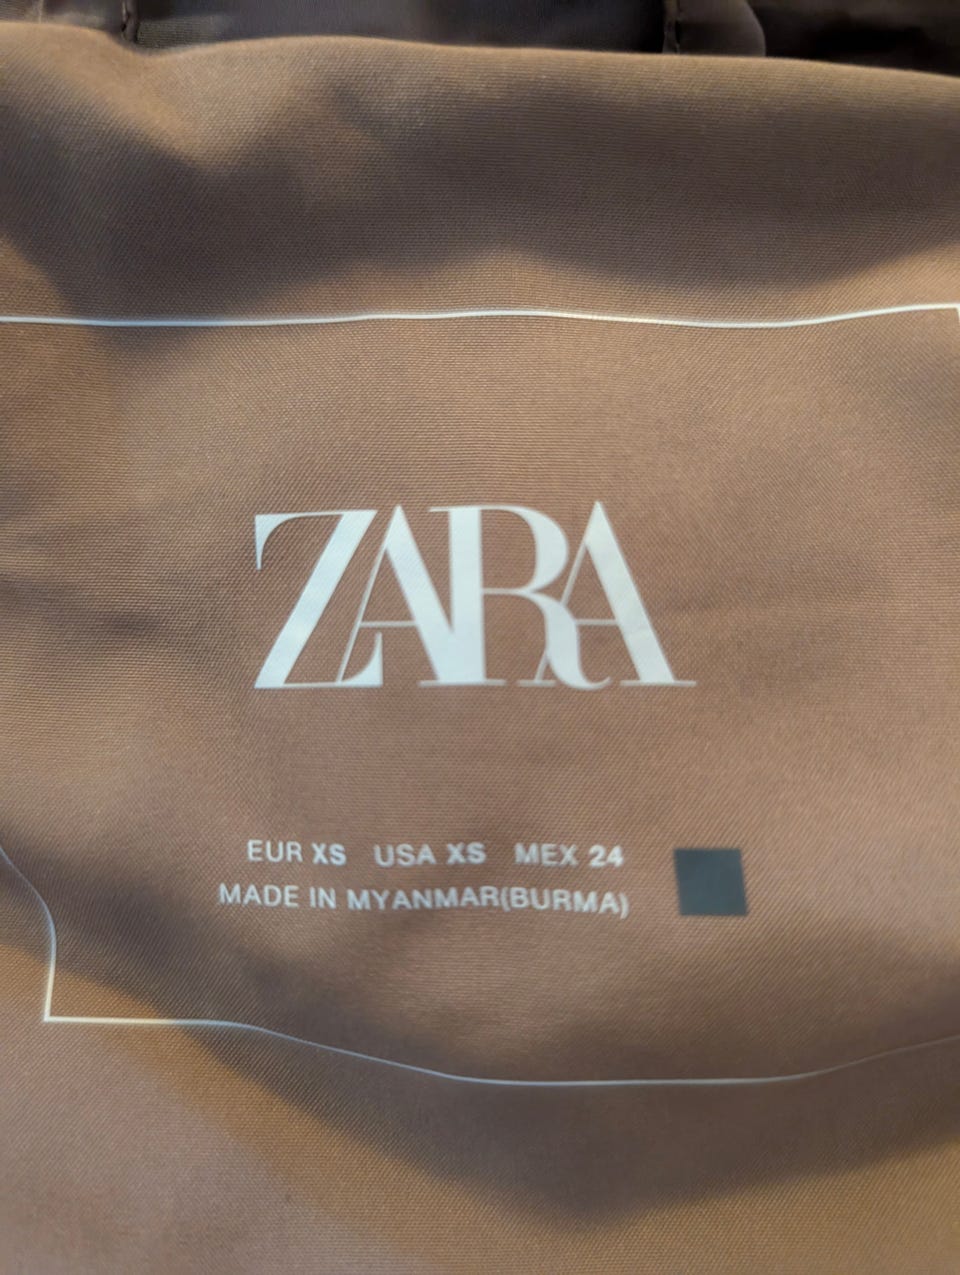 ZARA
EUR XS USA XS MEX 24
MADE IN MYANMAR(BURMA)